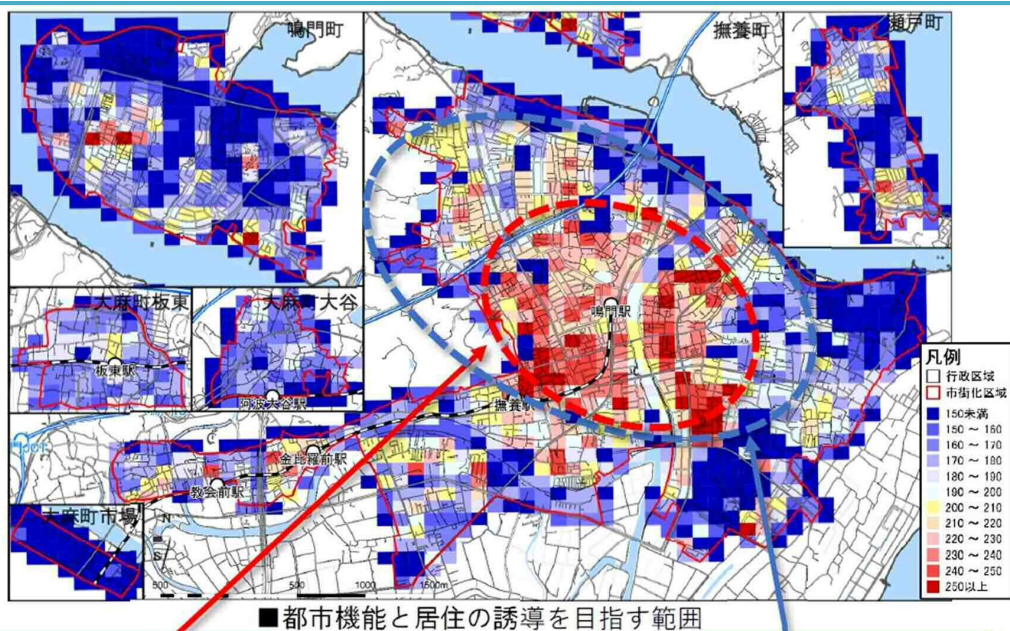 鳴門町
撫養町
瀬戸町
鳴門駅
大麻町板東
大麻町大谷
板東駅
阿波大谷駅
撫養駅
金比羅前駅
教会前駅
大麻町市場
N
S
500
0
500
1000
1500m
凡例
行政区域
市街化区域
150未満
150 ～ 160
160 ～ 170
170 ～ 180
180 ～ 190
190 ～ 200
200 ～ 210
210 ～ 220
220 ～ 230
230 ～ 240
240 ～ 250
250以上
■都市機能と居住の誘導を目指す範囲